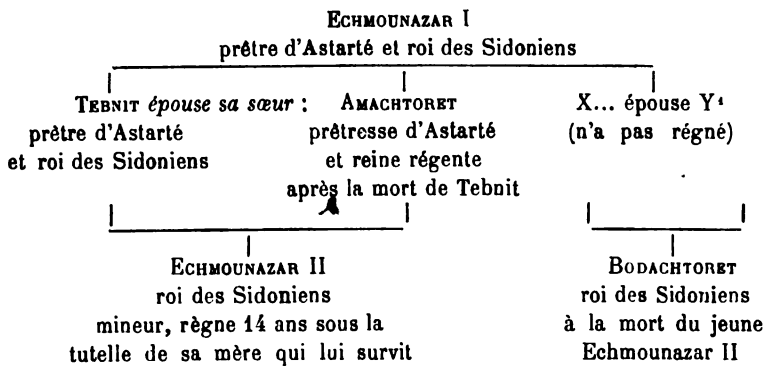 ECHMOUNAZAR I
prêtre d'Astarté et roi des Sidoniens
TEBNIT épouse sa sœur :
prêtre d'Astarté
et roi des Sidoniens
AMACHTORET
prêtresse d'Astarté
et reine régente
après la mort de Tebnit
X... épouse Y¹
(n'a pas régné)
ECHMOUNAZAR II
roi des Sidoniens
mineur, règne 14 ans sous la
tutelle de sa mère qui lui survit
BODACHTORET
roi des Sidoniens
à la mort du jeune
Echmounazar II